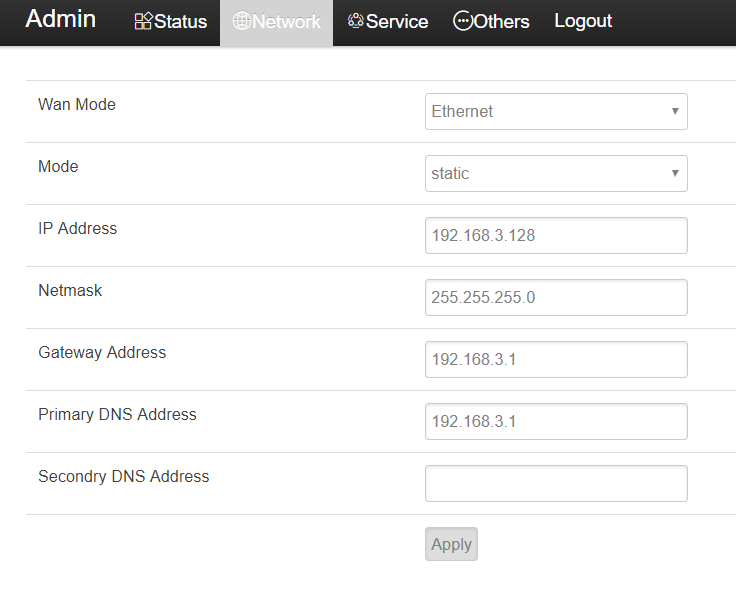 Admin Status Network Service Others Logout
Wan Mode Ethernet
Mode static
IP Address 192.168.3.128
Netmask 255.255.255.0
Gateway Address 192.168.3.1
Primary DNS Address 192.168.3.1
Secondry DNS Address
Apply